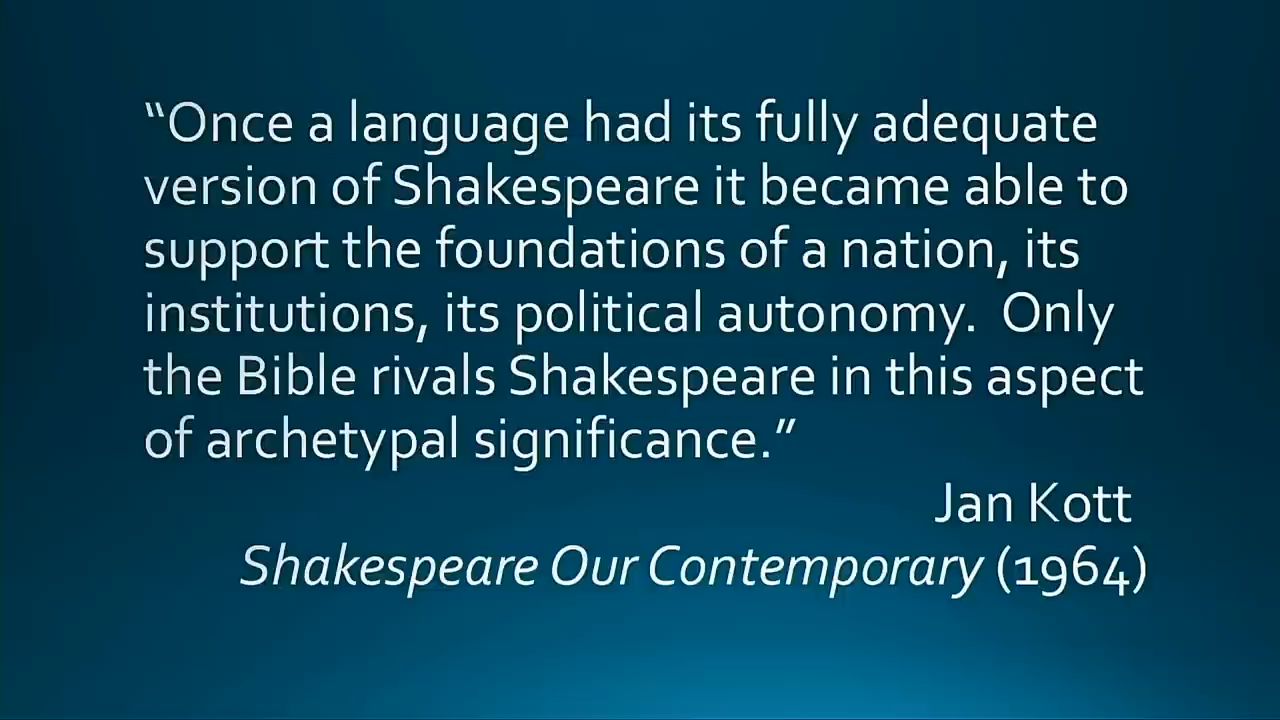 “Once a language had its fully adequate
version of Shakespeare it became able to
support the foundations of a nation, its
institutions, its political autonomy.  Only
the Bible rivals Shakespeare in this aspect
of archetypal significance.”
Jan Kott
Shakespeare Our Contemporary (1964)